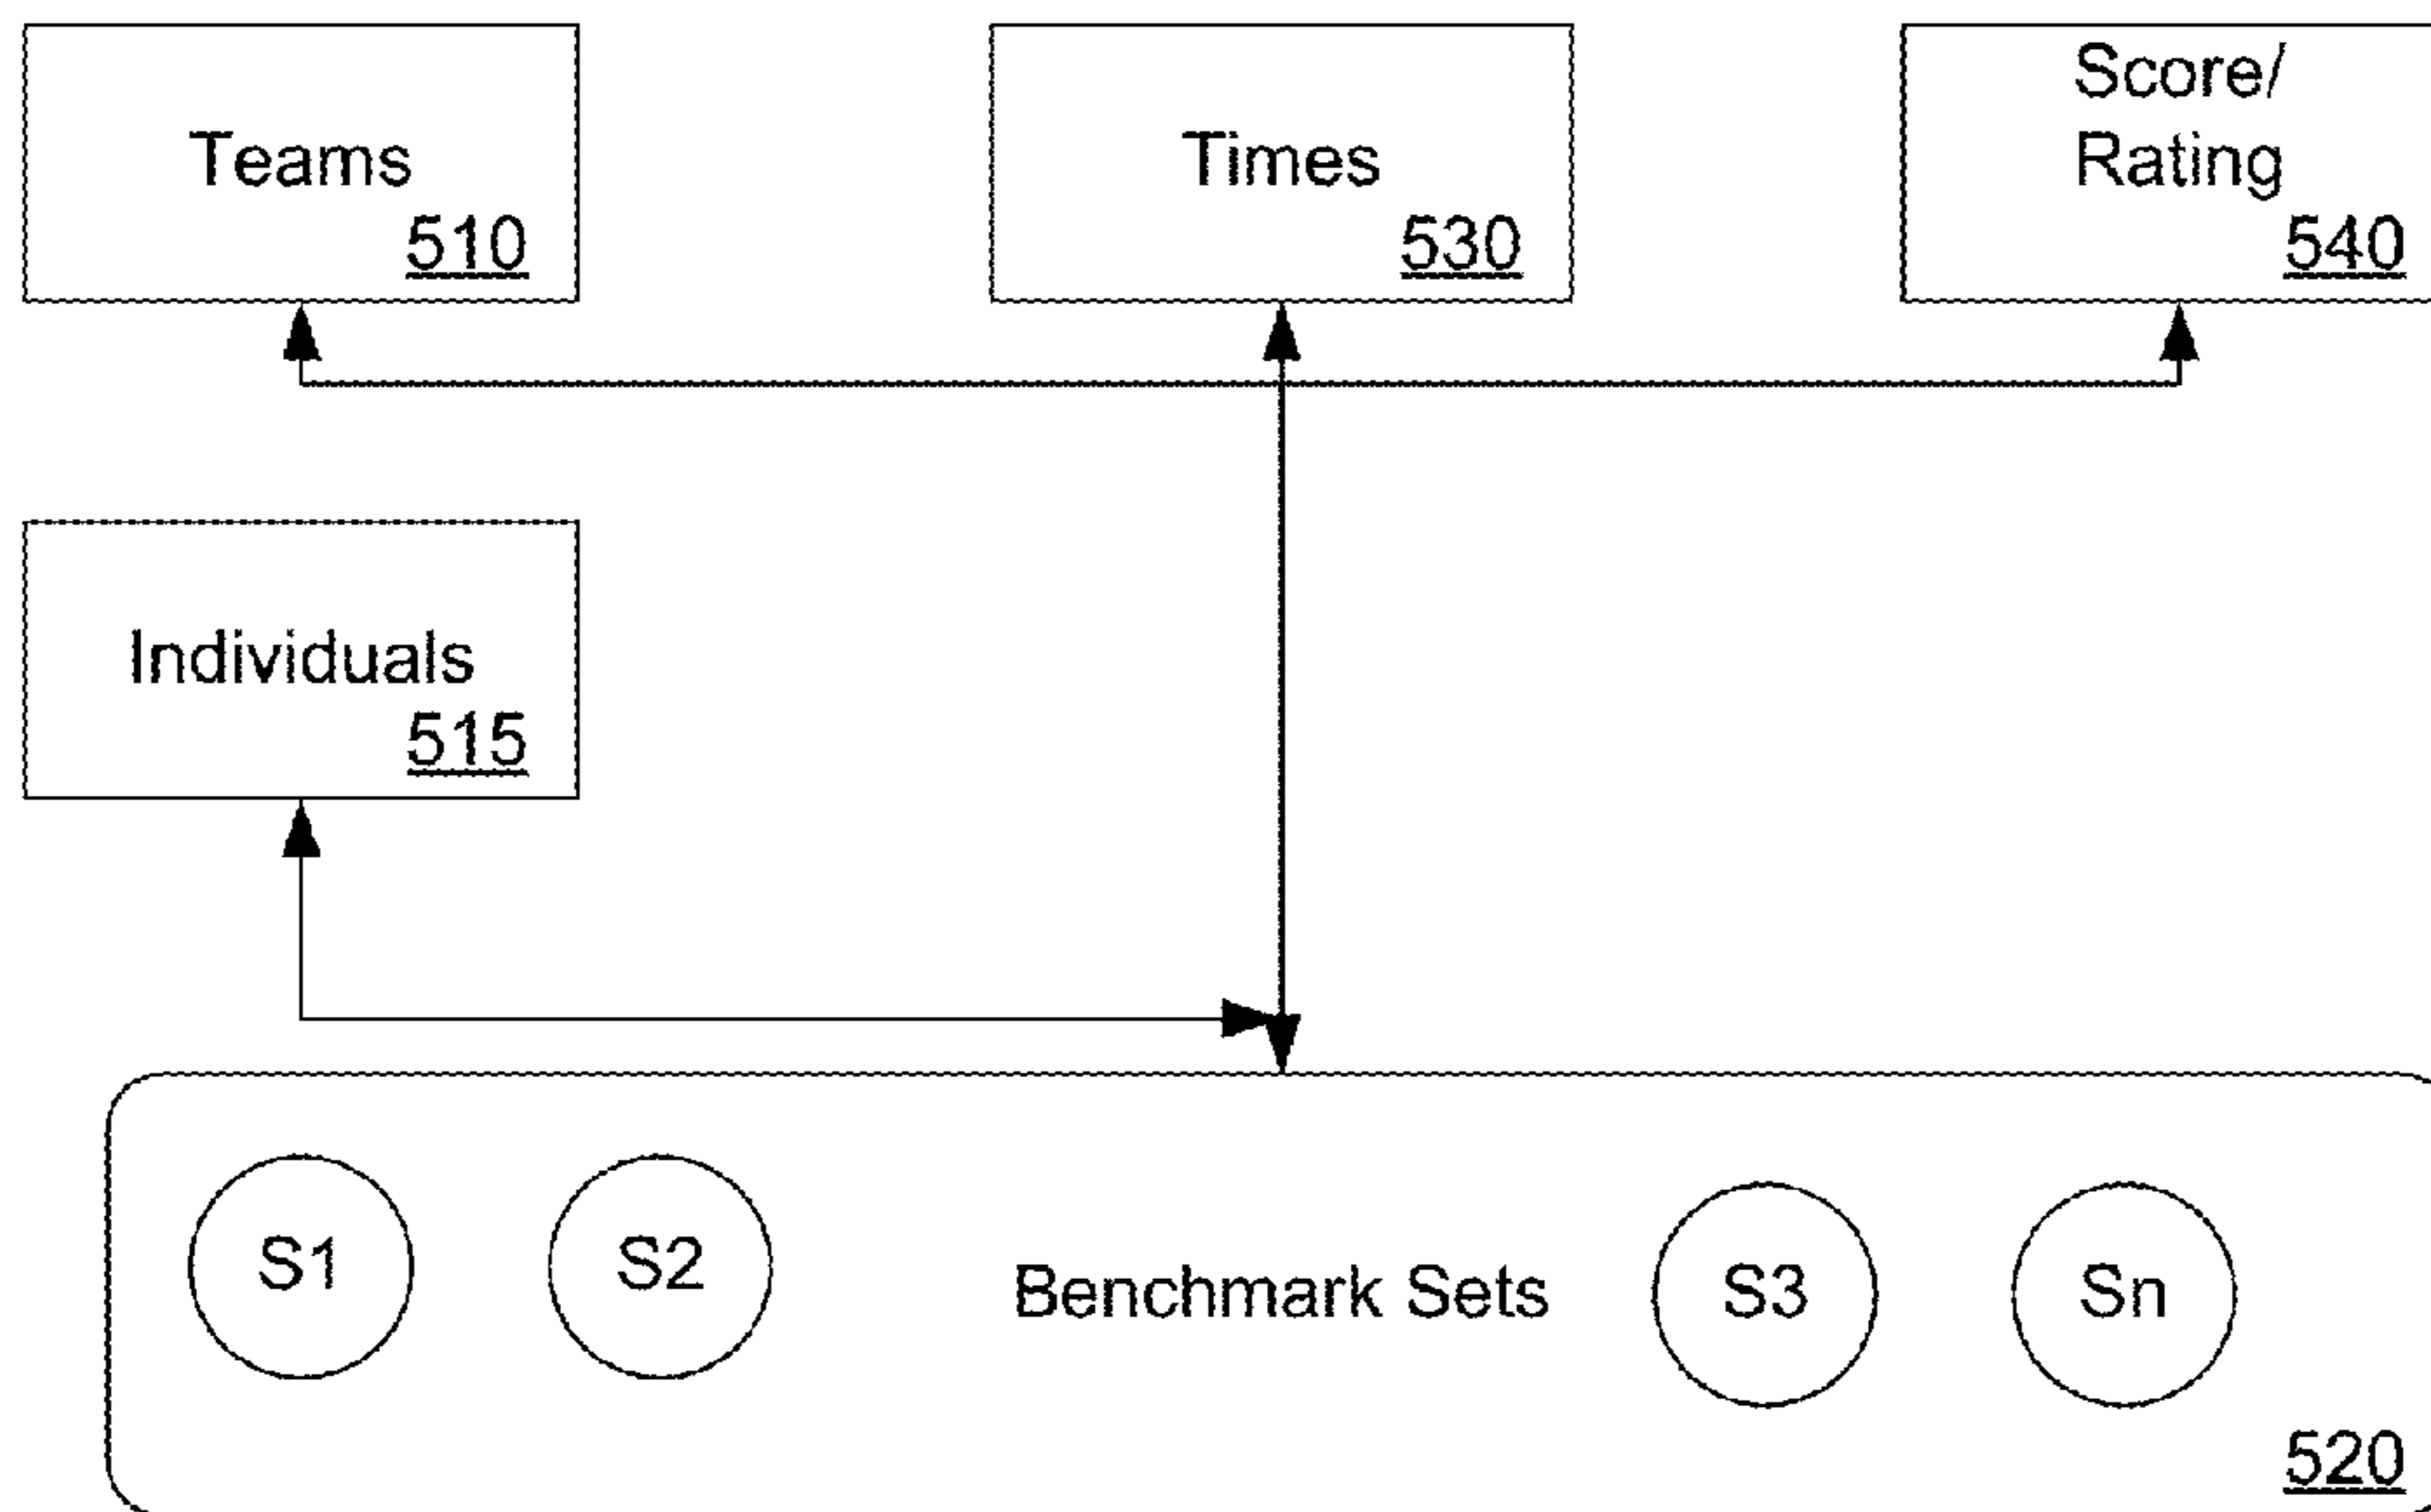 Teams
510
Times
530
Score/
Rating
540
Individuals
515
S1
S2
Benchmark Sets
S3
Sn
520